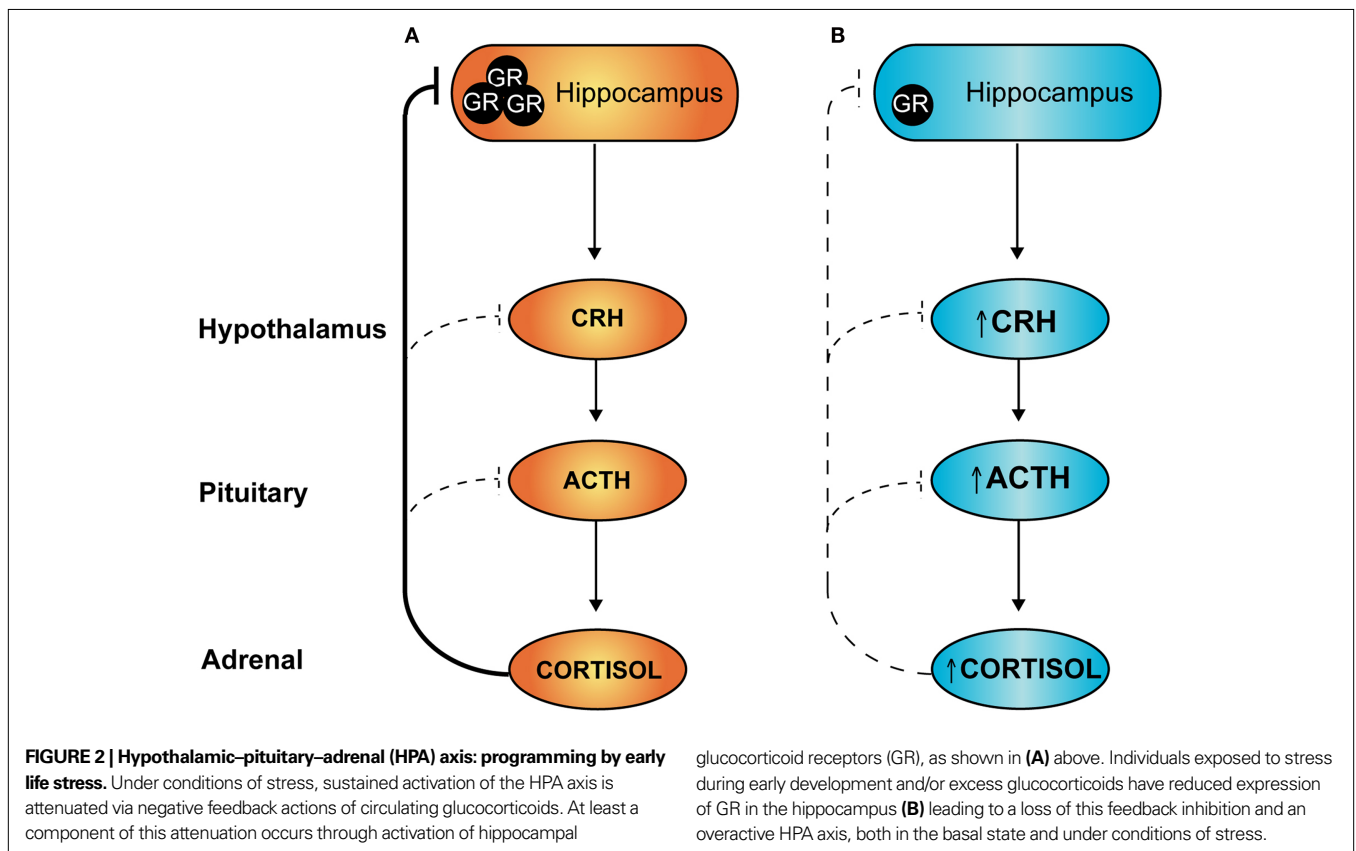 A
GR
GR GR
Hippocampus
Hypothalamus
CRH
Pituitary
ACTH
Adrenal
CORTISOL
B
GR
Hippocampus
↑CRH
↑ACTH
↑CORTISOL
FIGURE 2 | Hypothalamic–pituitary–adrenal (HPA) axis: programming by early
life stress. Under conditions of stress, sustained activation of the HPA axis is
attenuated via negative feedback actions of circulating glucocorticoids. At least a
component of this attenuation occurs through activation of hippocampal
glucocorticoid receptors (GR), as shown in (A) above. Individuals exposed to stress
during early development and/or excess glucocorticoids have reduced expression
of GR in the hippocampus (B) leading to a loss of this feedback inhibition and an
overactive HPA axis, both in the basal state and under conditions of stress.